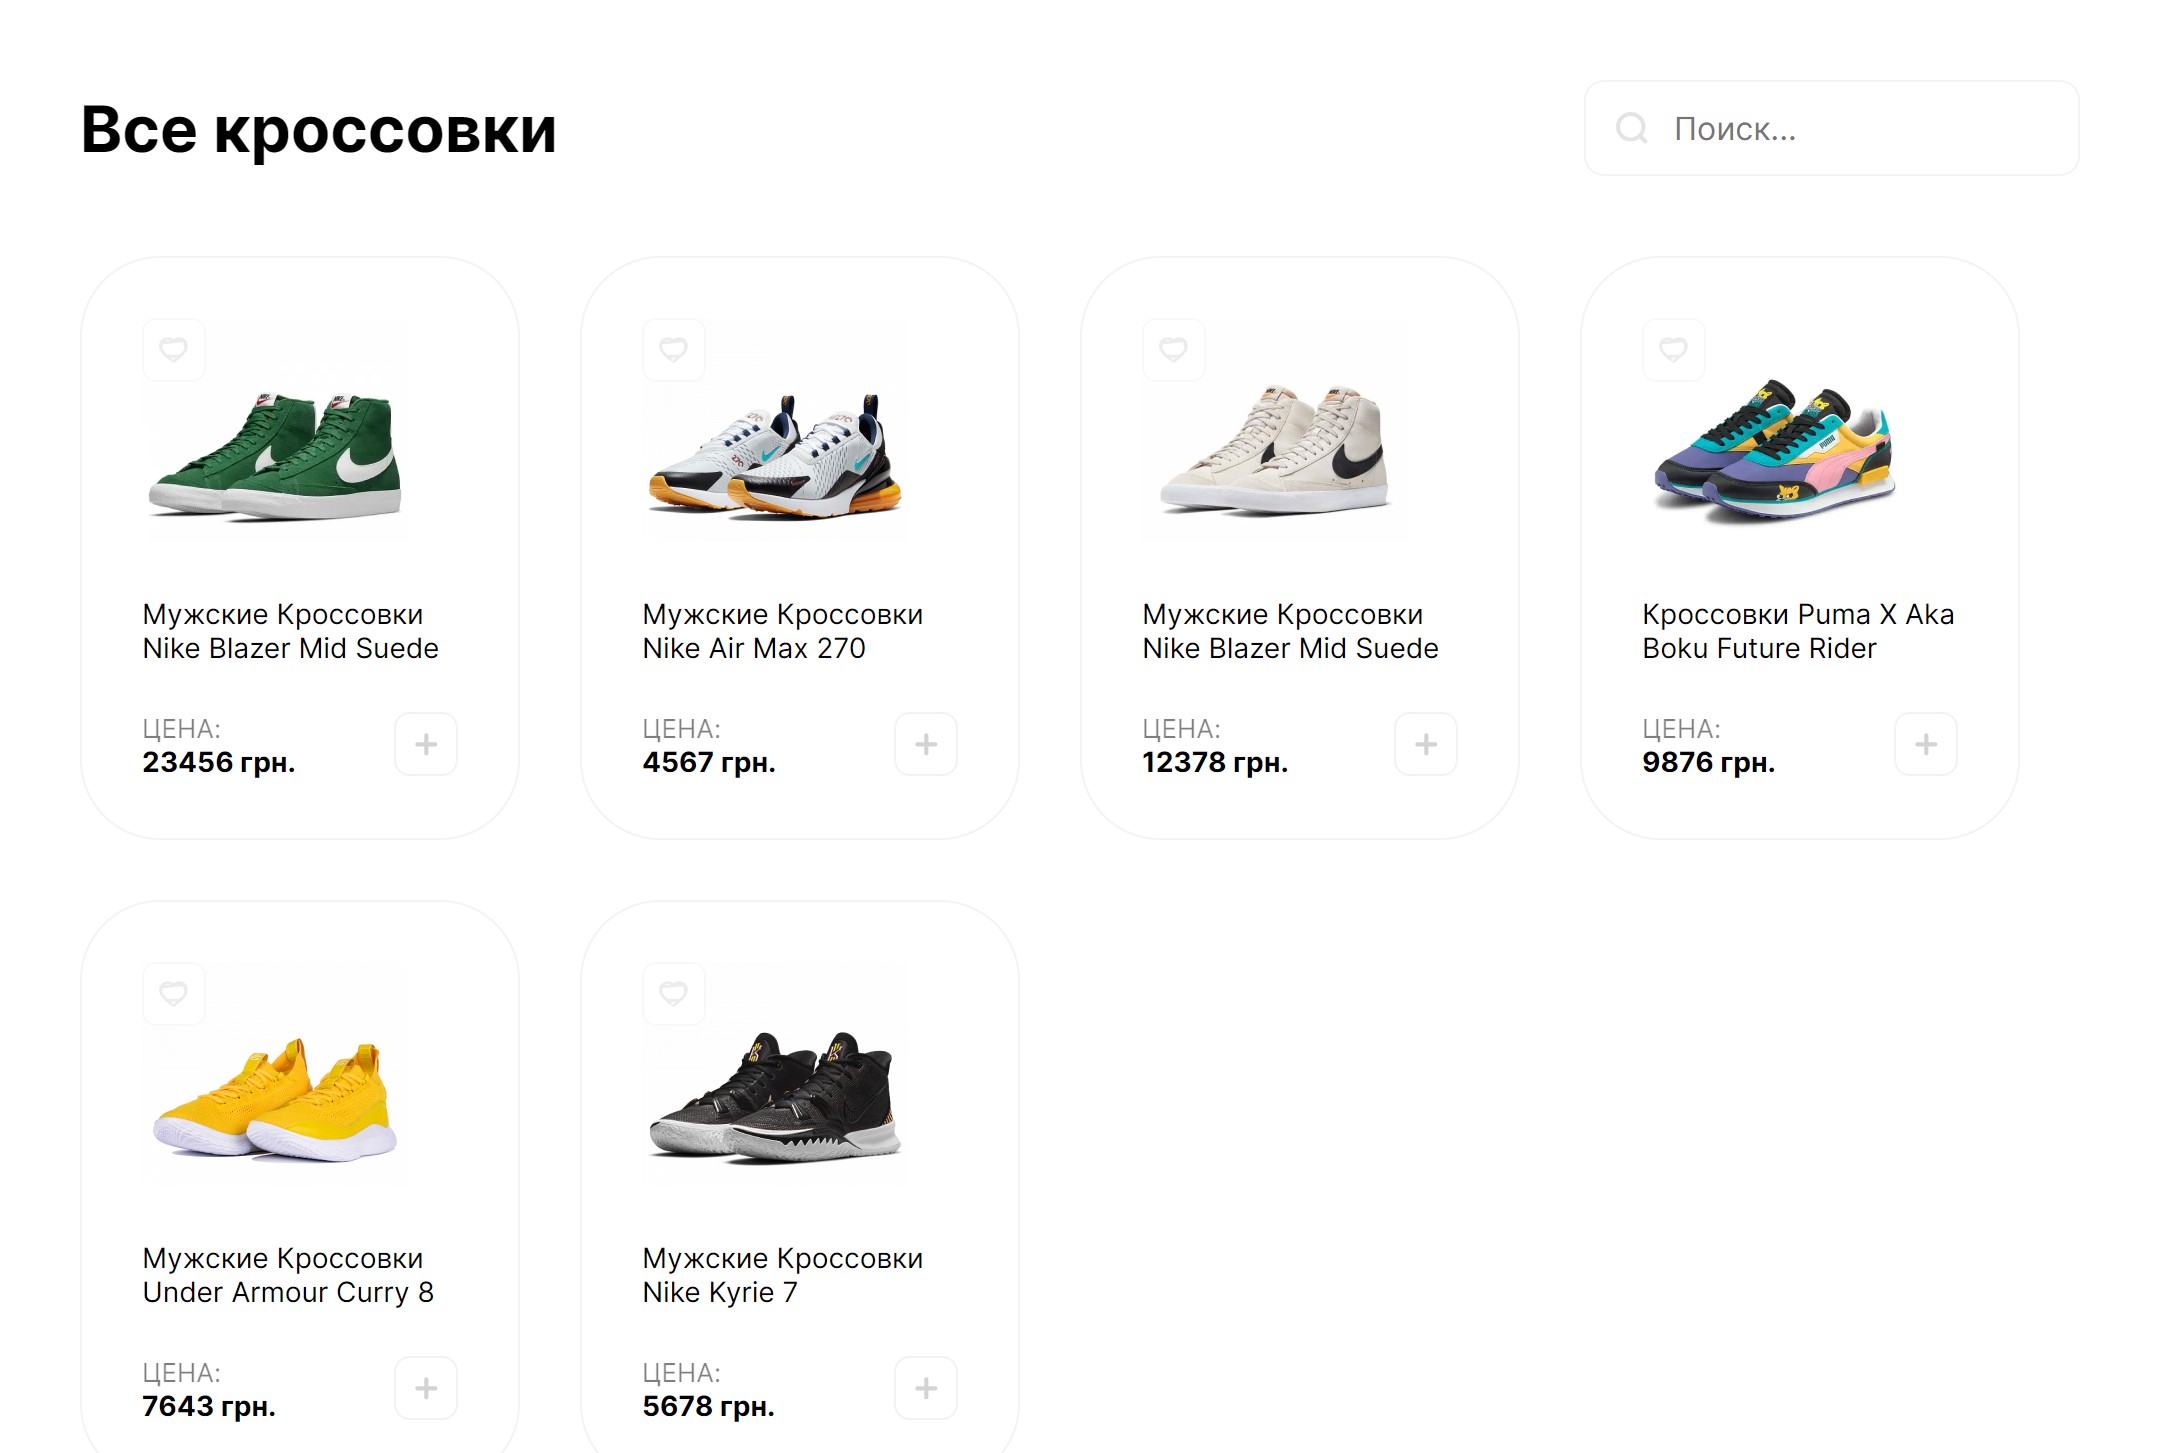 Все кроссовки
Поиск...
Мужские Кроссовки
Nike Blazer Mid Suede
ЦЕНА:
23456 грн.
Мужские Кроссовки
Nike Air Max 270
ЦЕНА:
4567 грн.
Мужские Кроссовки
Nike Blazer Mid Suede
ЦЕНА:
12378 грн.
Кроссовки Puma X Aka
Boku Future Rider
ЦЕНА:
9876 грн.
Мужские Кроссовки
Under Armour Curry 8
ЦЕНА:
7643 грн.
Мужские Кроссовки
Nike Kyrie 7
ЦЕНА:
5678 грн.